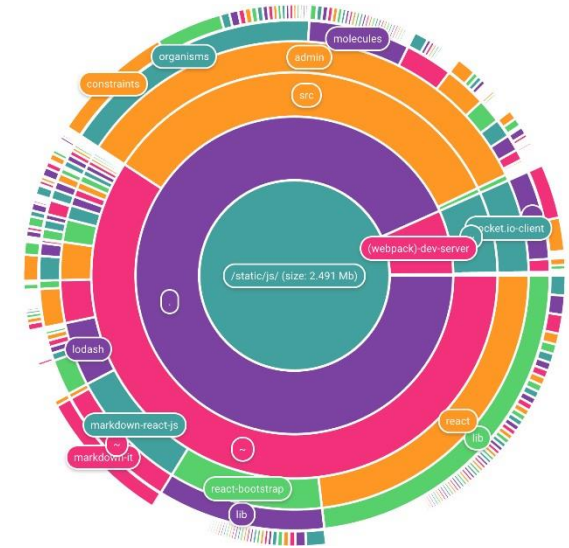 molecules
organisms
admin
constraints
src
ocket.io-client
(webpack)-dev-server
/static/js/ (size: 2.491 Mb)
.
lodash
react
markdown-react-js
lib
~
~
markdown-it
react-bootstrap
lib